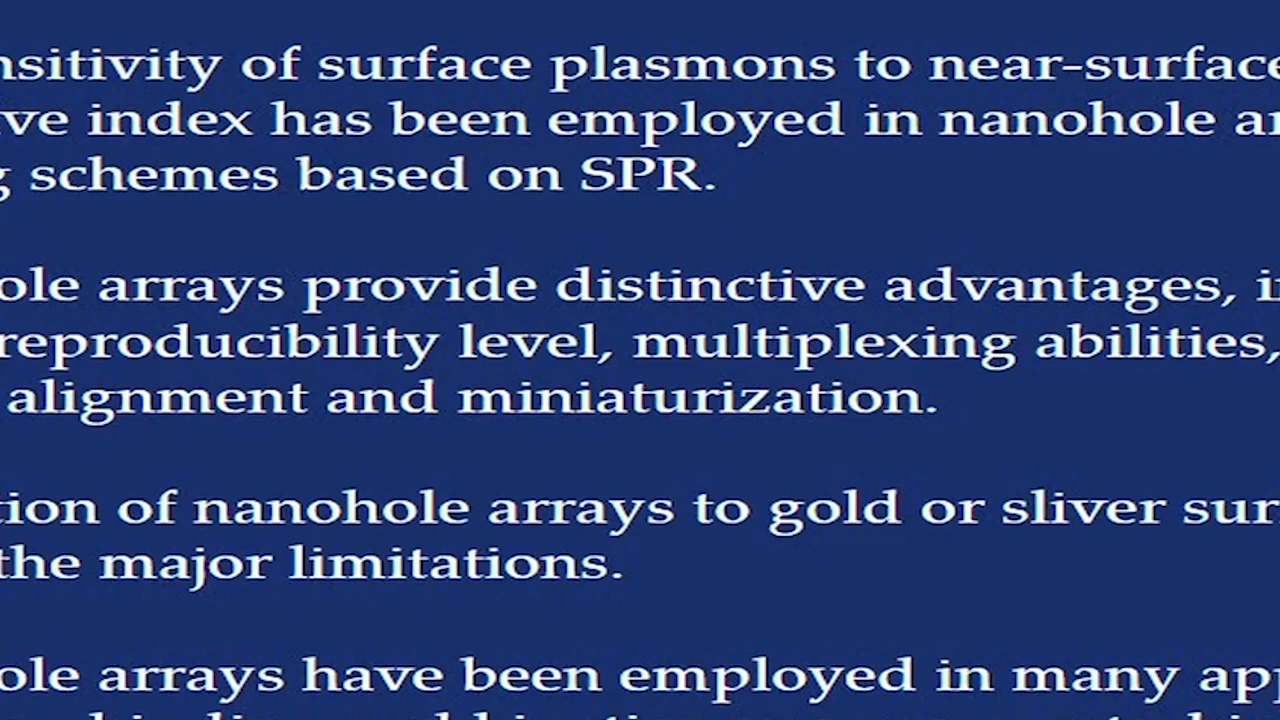 nsitivity of surface plasmons to near-surface
ive index has been employed in nanohole ar
g schemes based on SPR.
ole arrays provide distinctive advantages, i
reproducibility level, multiplexing abilities,
alignment and miniaturization.
tion of nanohole arrays to gold or sliver sur
the major limitations.
ole arrays have been employed in many app